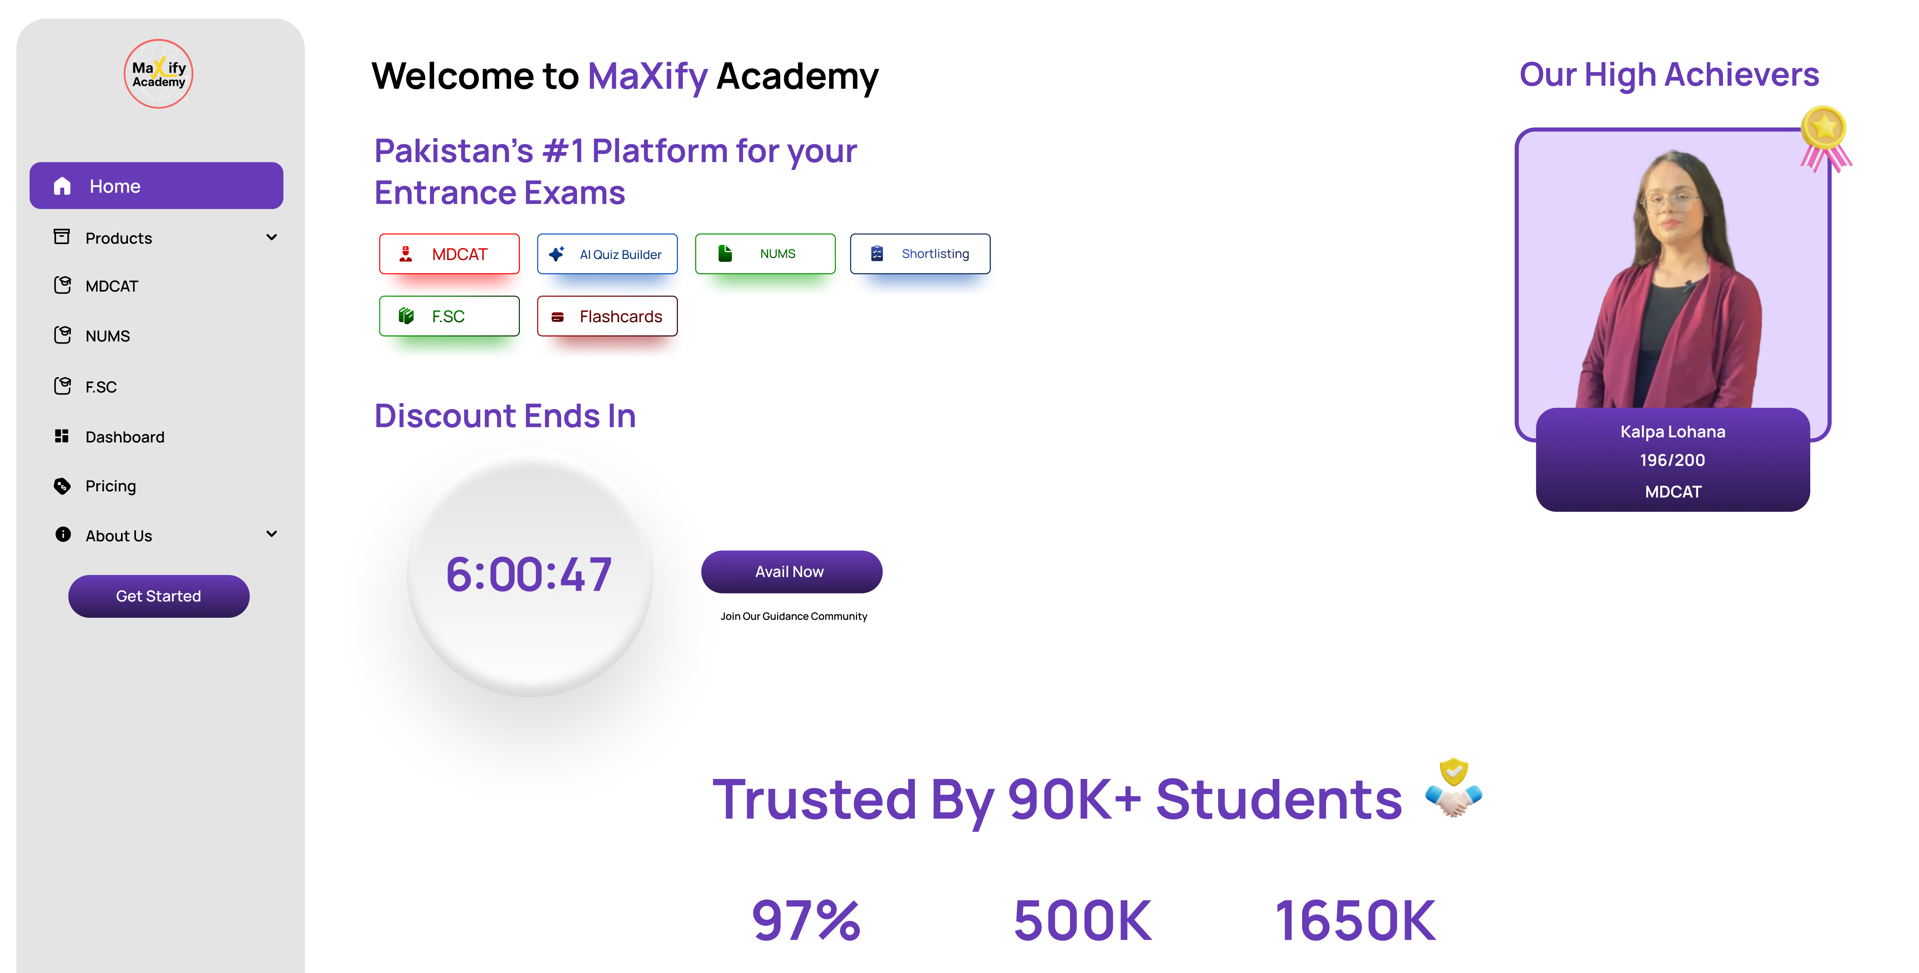 MaXify
Academy
Home
Products
MDCAT
NUMS
F.SC
Dashboard
Pricing
About Us
Get Started
Welcome to MaXify Academy
Pakistan's #1 Platform for your
Entrance Exams
MDCAT
AI Quiz Builder
NUMS
Shortlisting
F.SC
Flashcards
Discount Ends In
6:00:47
Avail Now
Join Our Guidance Community
Our High Achievers
Kalpa Lohana
196/200
MDCAT
Trusted By 90K+ Students
97%
500K
1650K